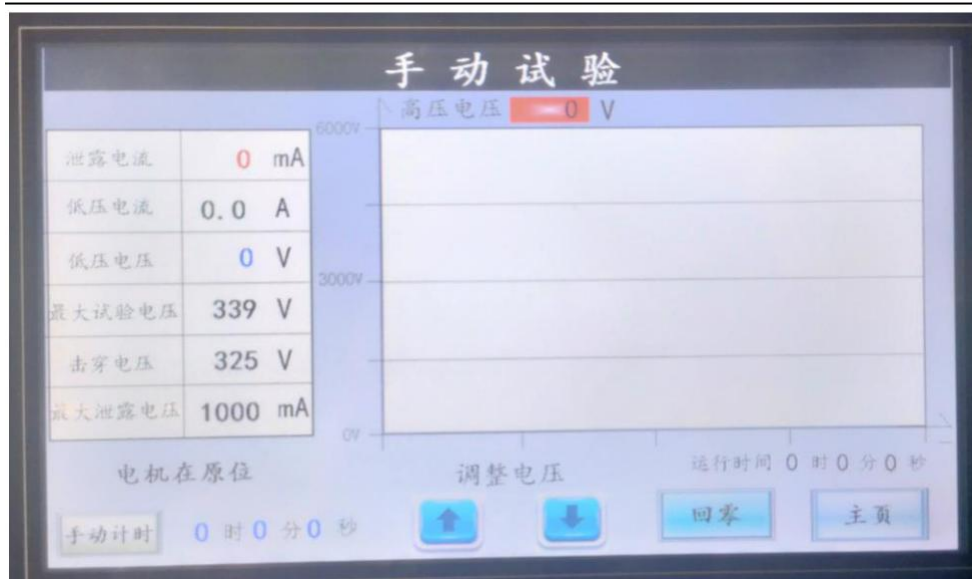 手动试验
高压电压 0 V
6000V
3000V
0V
泄露电流 0 mA
低压电流 0.0 A
低压电压 0 V
最大试验电压 339 V
击穿电压 325 V
最大泄露电压 1000 mA
电机在原位
调整电压
运行时间 0 时 0 分 0 秒
手动计时 0 时 0 分 0 秒
回零
主页